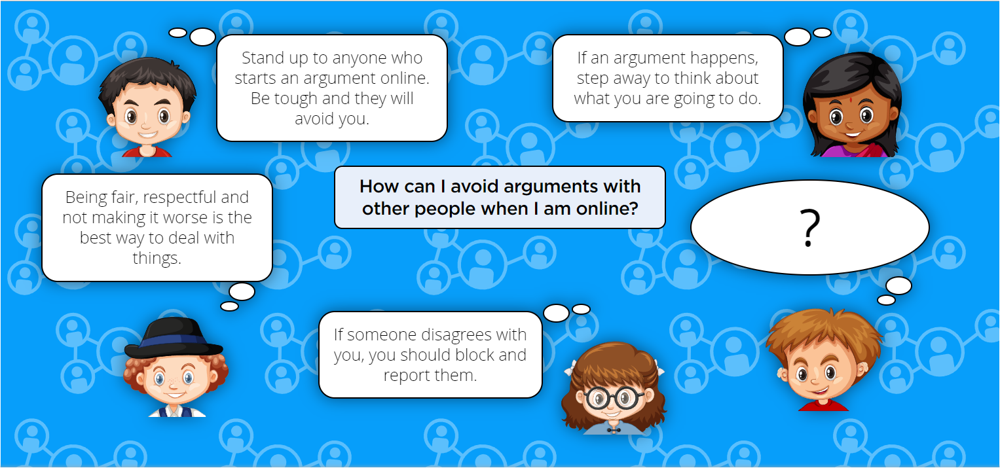 Stand up to anyone who
starts an argument online.
Be tough and they will
avoid you.
If an argument happens,
step away to think about
what you are going to do.
Being fair, respectful and
not making it worse is the
best way to deal with
things.
How can I avoid arguments with
other people when I am online?
?
If someone disagrees with
you, you should block and
report them.